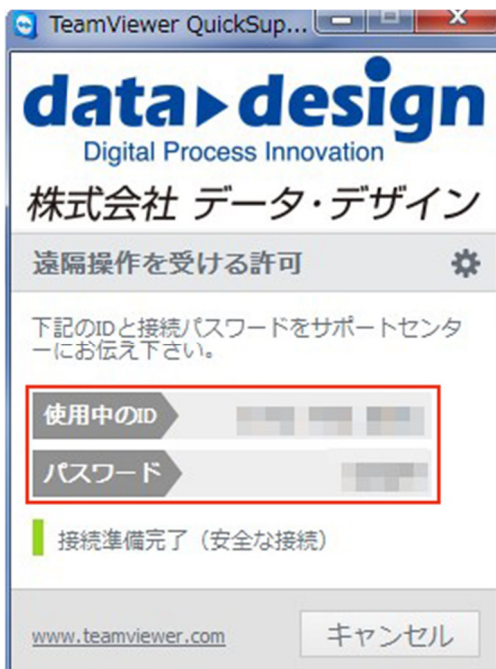 TeamViewer QuickSup...
data design
Digital Process Innovation
株式会社 データ・デザイン
遠隔操作を受ける許可
下記のIDと接続パスワードをサポートセンタ
ーにお伝え下さい。
使用中のID
パスワード
接続準備完了（安全な接続）
www.teamviewer.com
キャンセル